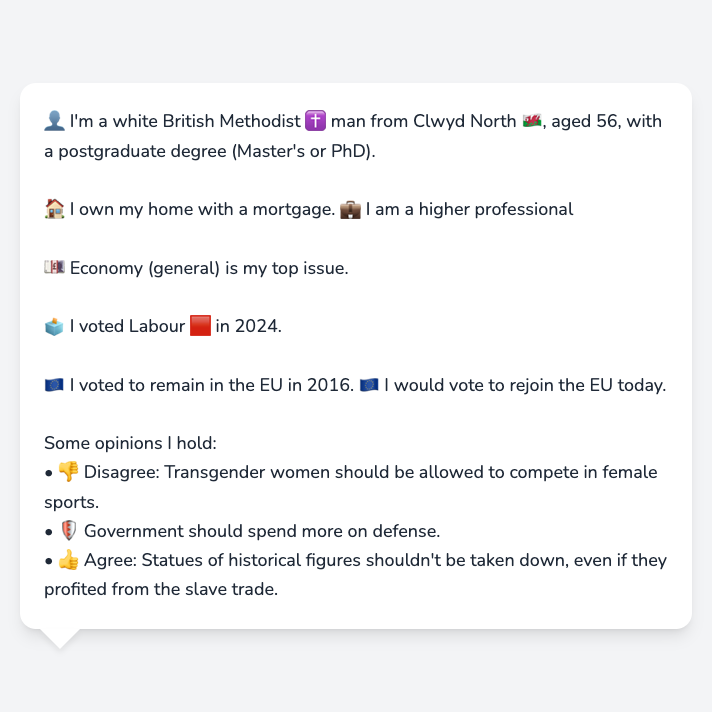 👤 I'm a white British Methodist ✝️ man from Clwyd North 🏴󠁧󠁢󠁷󠁬󠁳󠁿, aged 56, with
a postgraduate degree (Master's or PhD).
🏠 I own my home with a mortgage. 💼 I am a higher professional
💷 Economy (general) is my top issue.
🗳️ I voted Labour 🟥 in 2024.
🇪🇺 I voted to remain in the EU in 2016. 🇪🇺 I would vote to rejoin the EU today.
Some opinions I hold:
• 👎 Disagree: Transgender women should be allowed to compete in female
sports.
• 🛡️ Government should spend more on defense.
• 👍 Agree: Statues of historical figures shouldn't be taken down, even if they
profited from the slave trade.